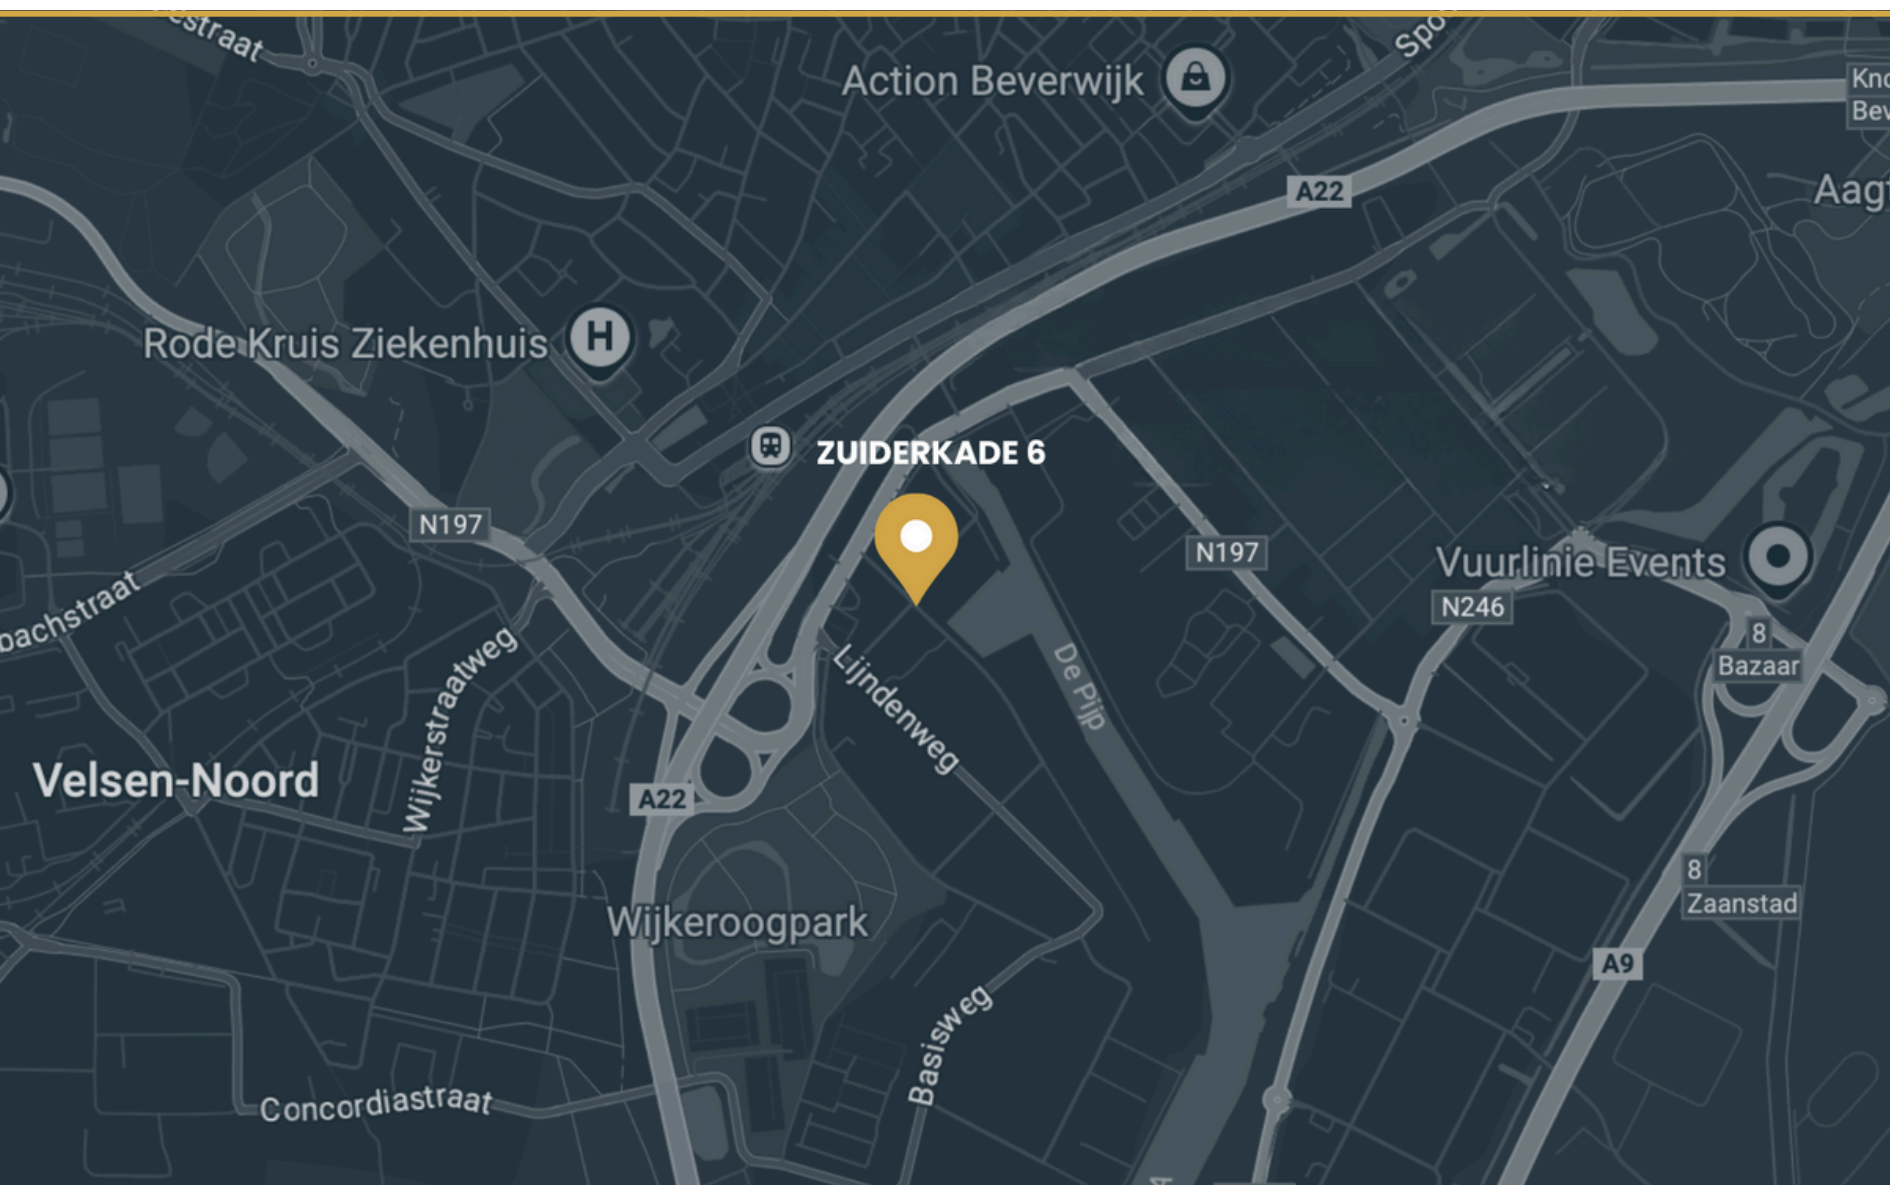 Action Beverwijk
A22
Rode Kruis Ziekenhuis
H
ZUIDERKADE 6
N197
N197
Vuurlinie Events
N246
8
Bazaar
Wijkerstraatweg
Lijndenweg
De Pijp
Velsen-Noord
A22
8
Zaanstad
Wijkeroogpark
A9
Basisweg
Concordiastraat